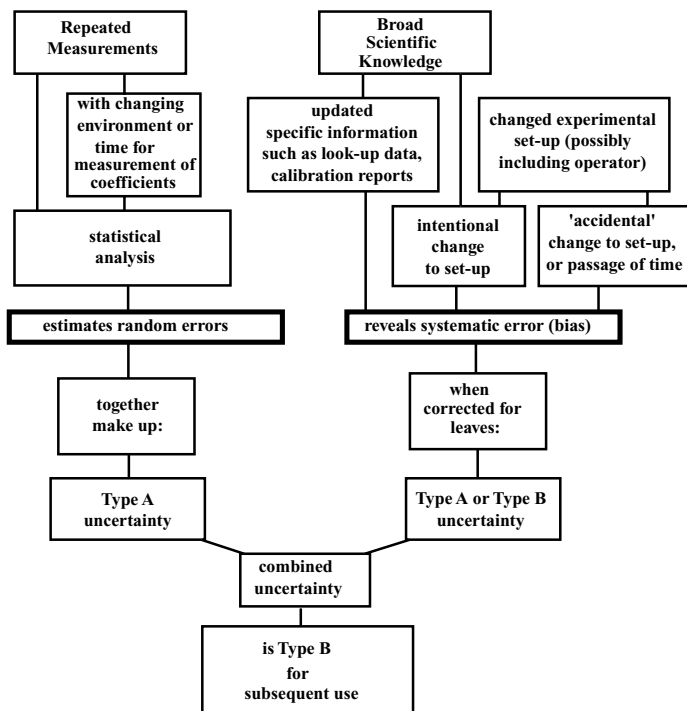 Repeated
Measurements
Broad
Scientific
Knowledge
with changing
environment or
time for
measurement of
coefficients
updated
specific information
such as look-up data,
calibration reports
changed experimental
set-up (possibly
including operator)
statistical
analysis
intentional
change
to set-up
'accidental'
change to set-up,
or passage of time
estimates random errors
reveals systematic error (bias)
together
make up:
when
corrected for
leaves:
Type A
uncertainty
Type A or Type B
uncertainty
combined
uncertainty
is Type B
for
subsequent use